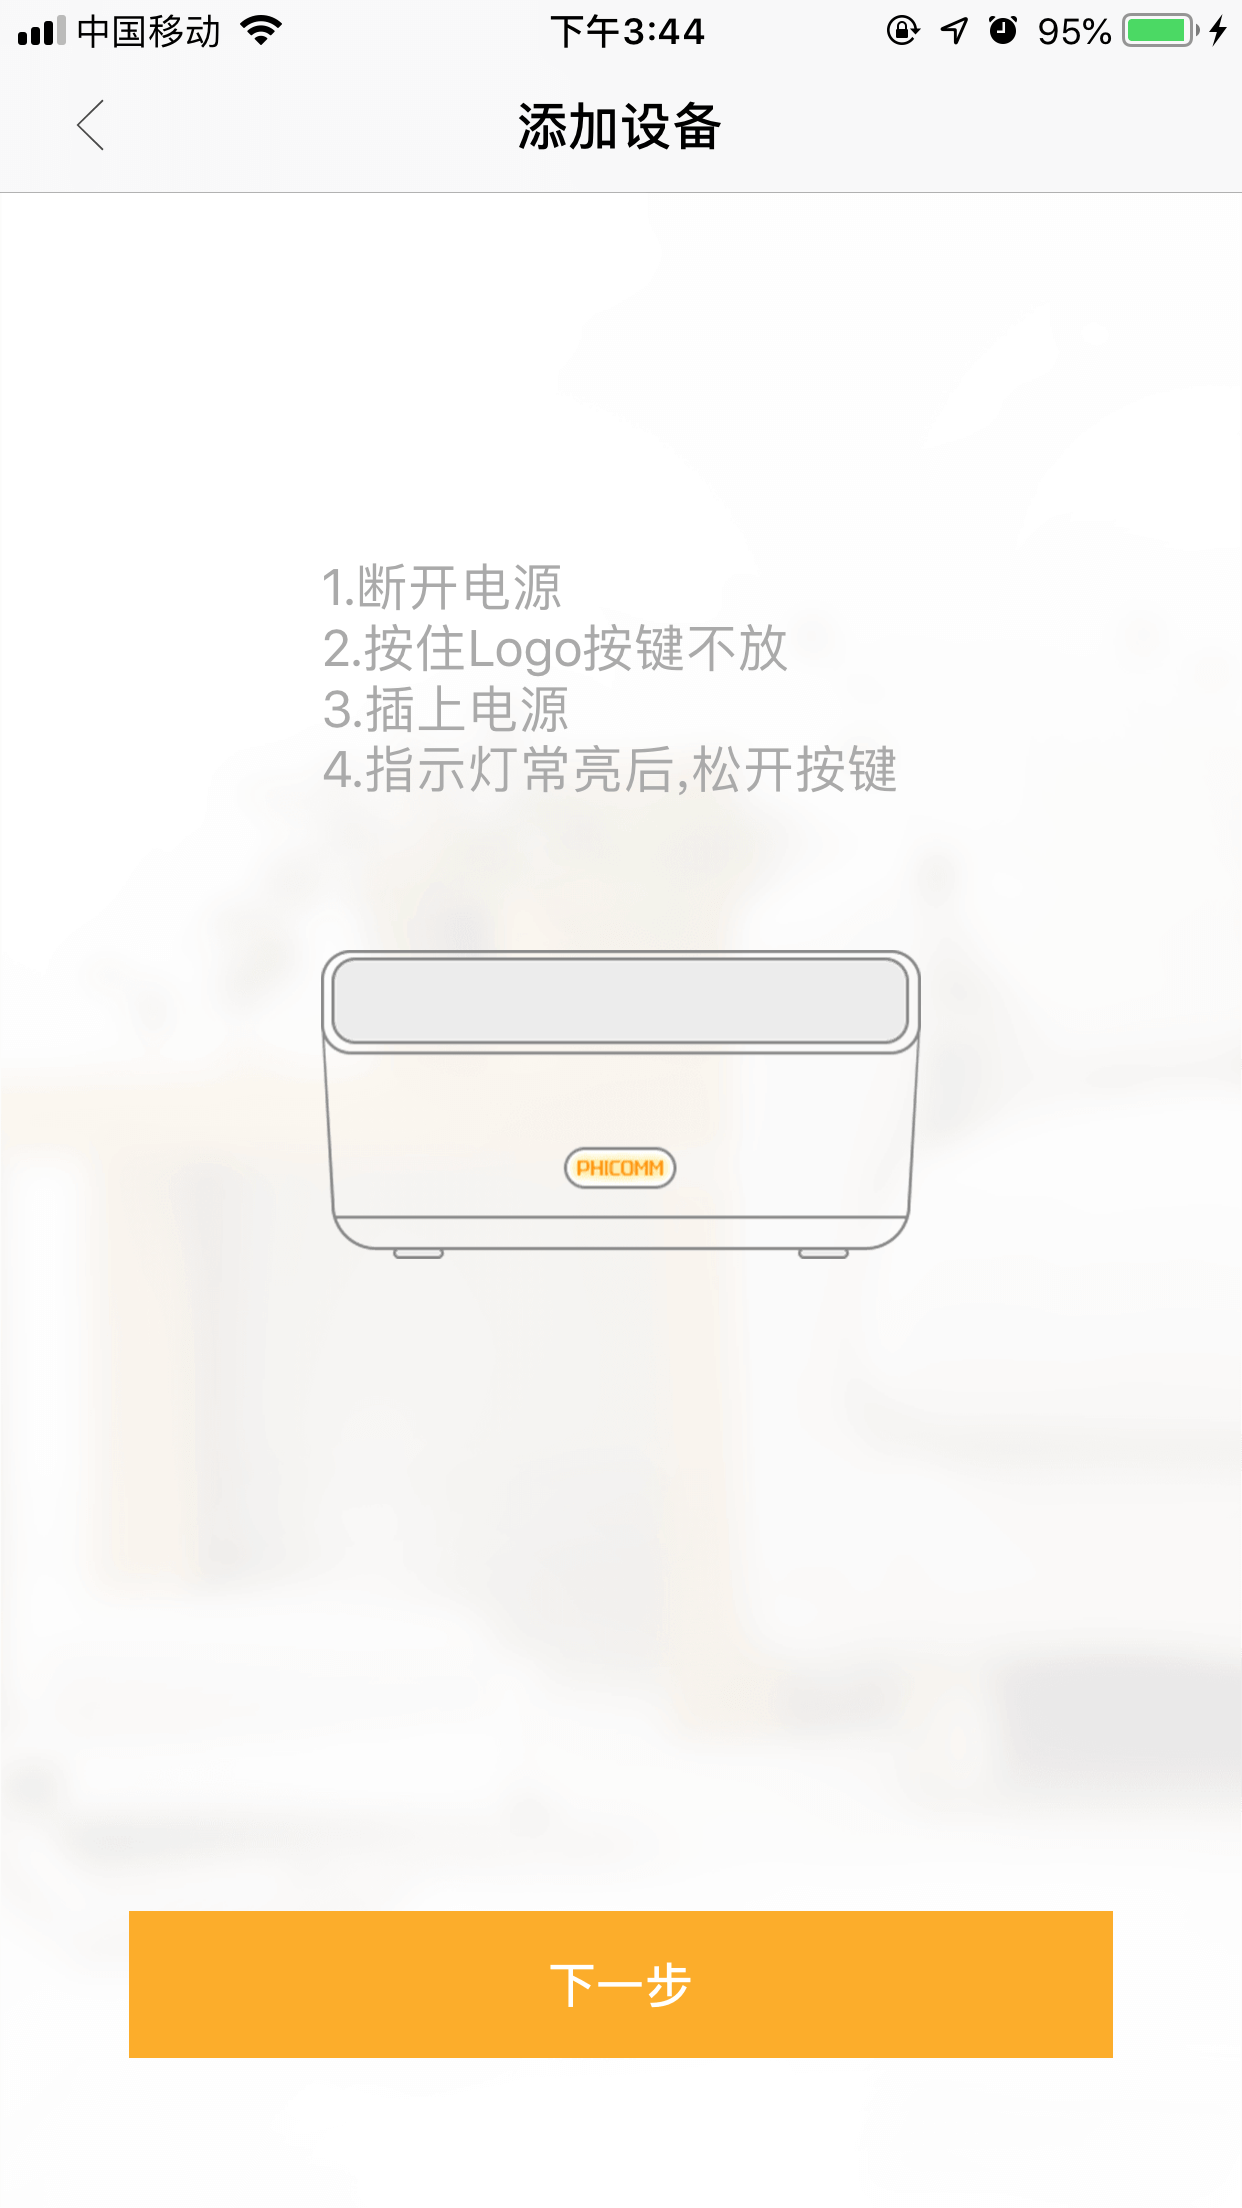 中国移动
下午3:44
95%
添加设备
1.断开电源
2.按住Logo按键不放
3.插上电源
4.指示灯常亮后,松开按键
PHICOMM
下一步